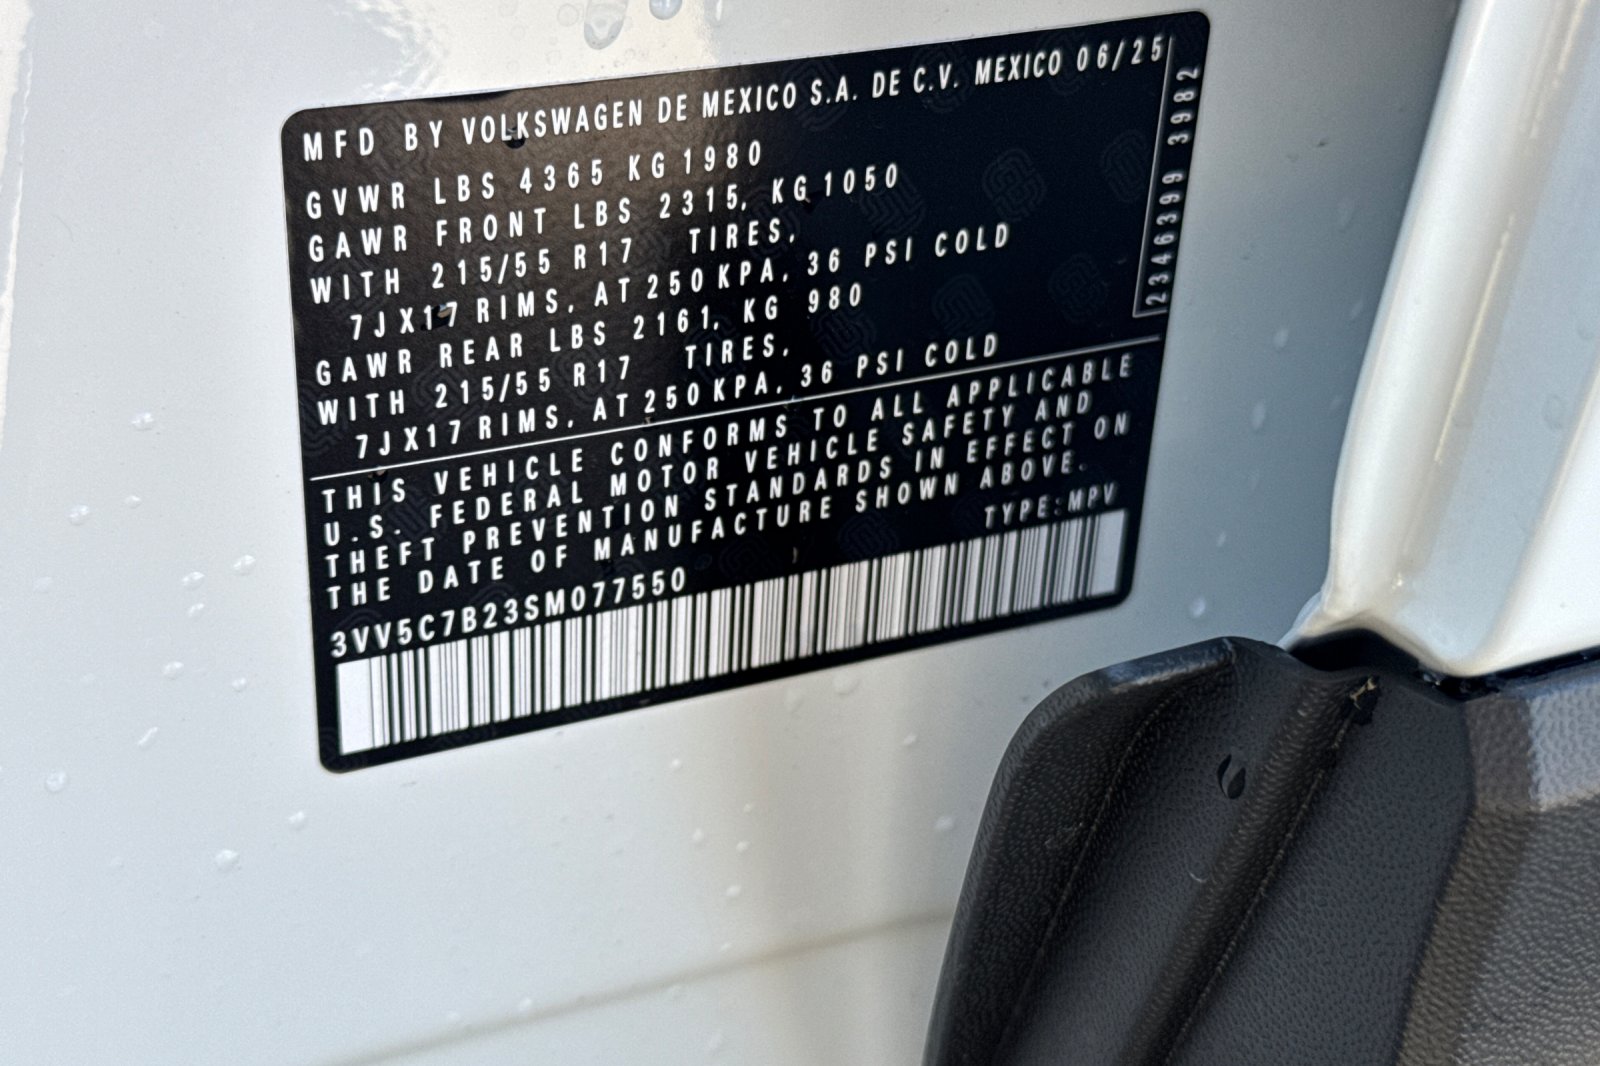 MFD BY VOLKSWAGEN DE MEXICO S.A. DE C.V. MEXICO 06/25
GVWR LBS 4365 KG 1980
GAWR FRONT LBS 2315, KG 1050
WITH 215/55 R17 TIRES,
7JX17 RIMS, AT 250 KPA, 36 PSI COLD
GAWR REAR LBS 2161, KG 980
WITH 215/55 R17 TIRES,
7JX17 RIMS, AT 250 KPA, 36 PSI COLD
THIS VEHICLE CONFORMS TO ALL APPLICABLE
U.S. FEDERAL MOTOR VEHICLE SAFETY AND
THEFT PREVENTION STANDARDS IN EFFECT ON
THE DATE OF MANUFACTURE SHOWN ABOVE.
TYPE:MPV
3VV5C7B23SM077550
2346399 3982